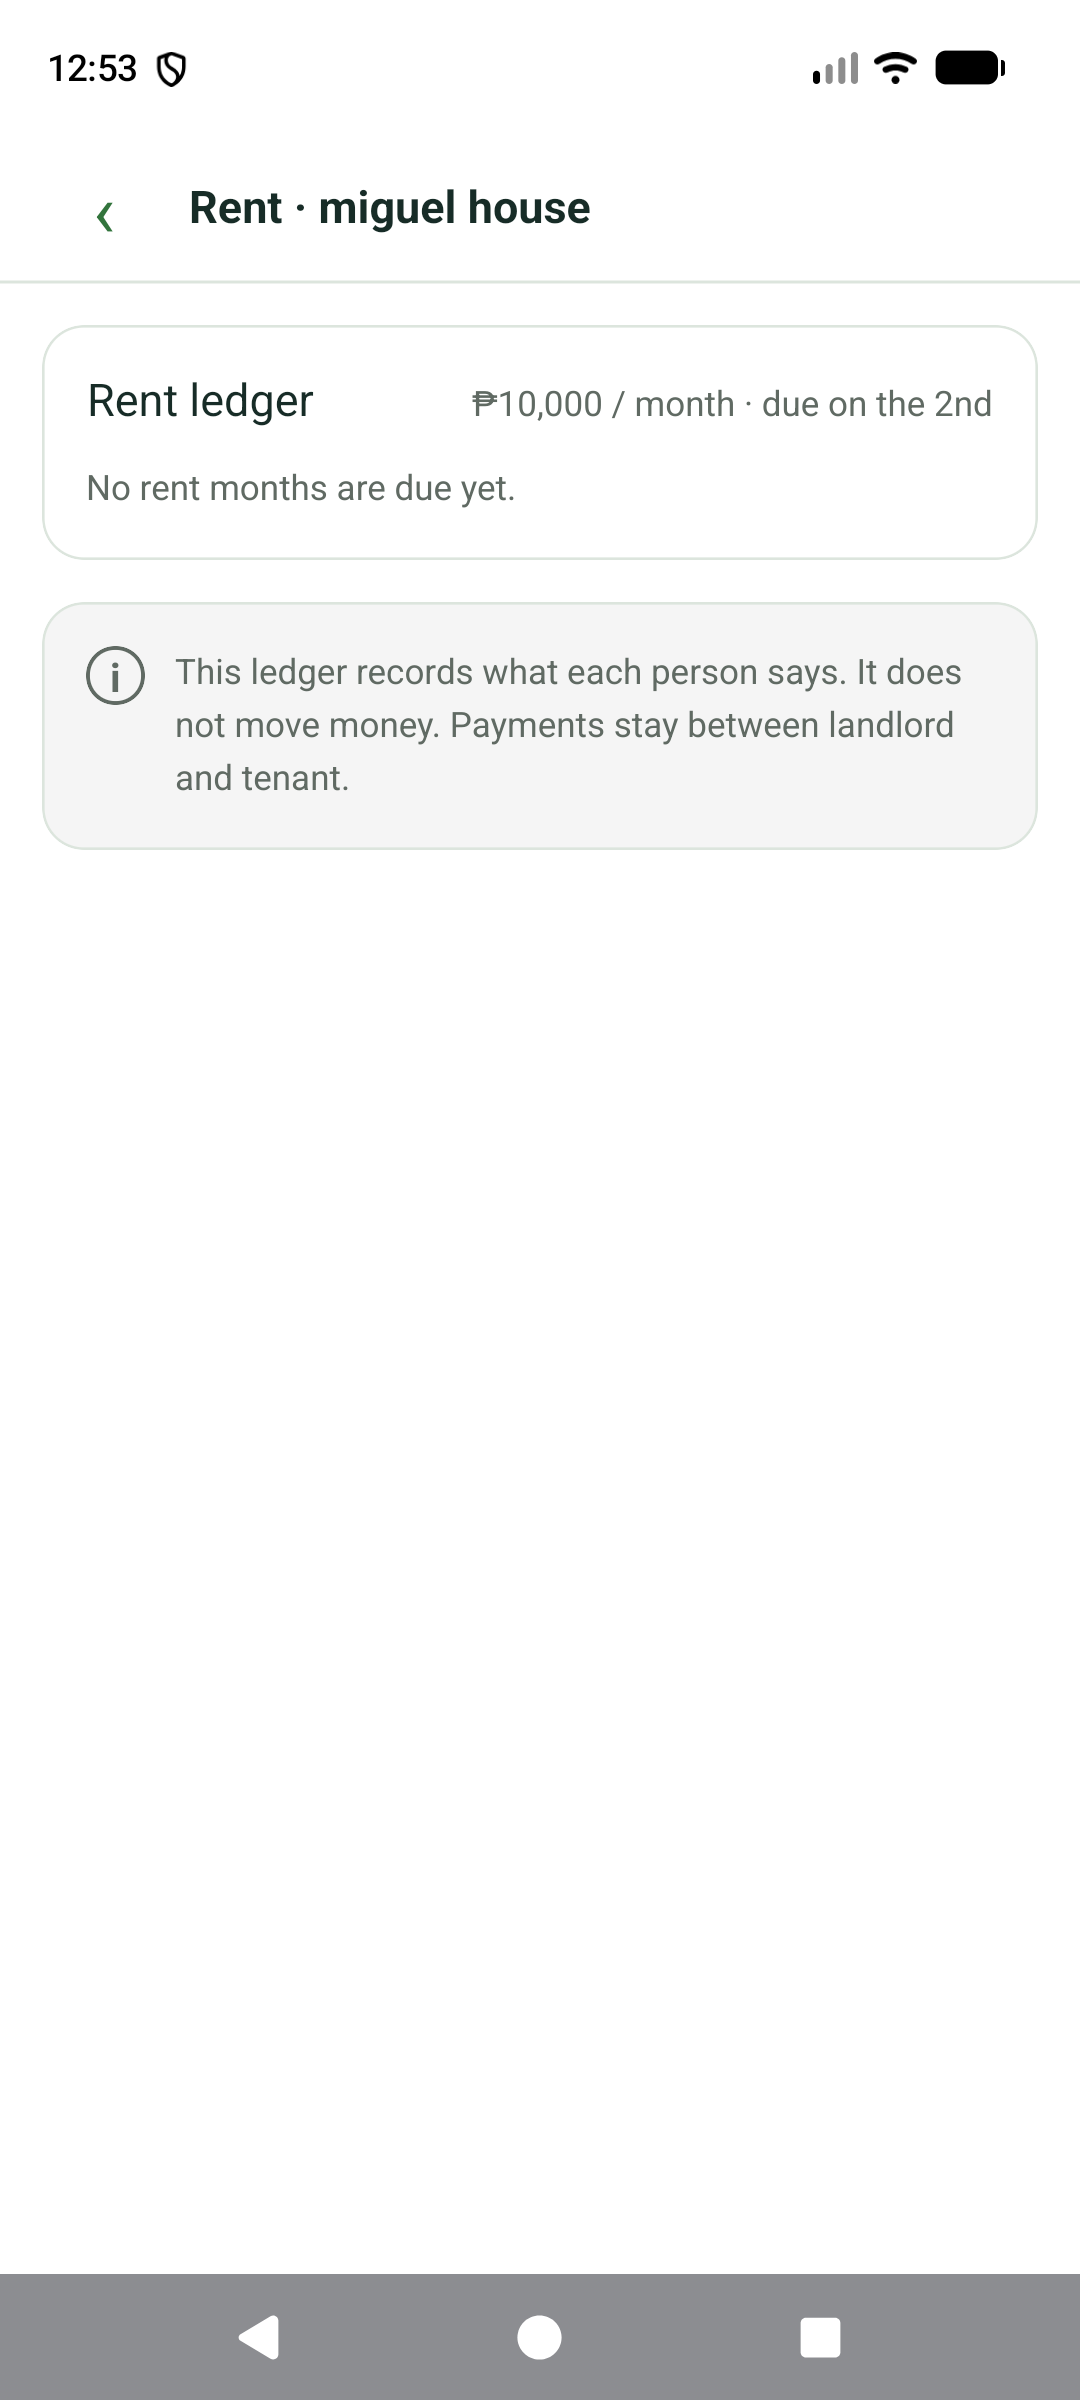 12:53
‹ Rent · miguel house
Rent ledger ₱10,000 / month · due on the 2nd
No rent months are due yet.
This ledger records what each person says. It does
not move money. Payments stay between landlord
and tenant.